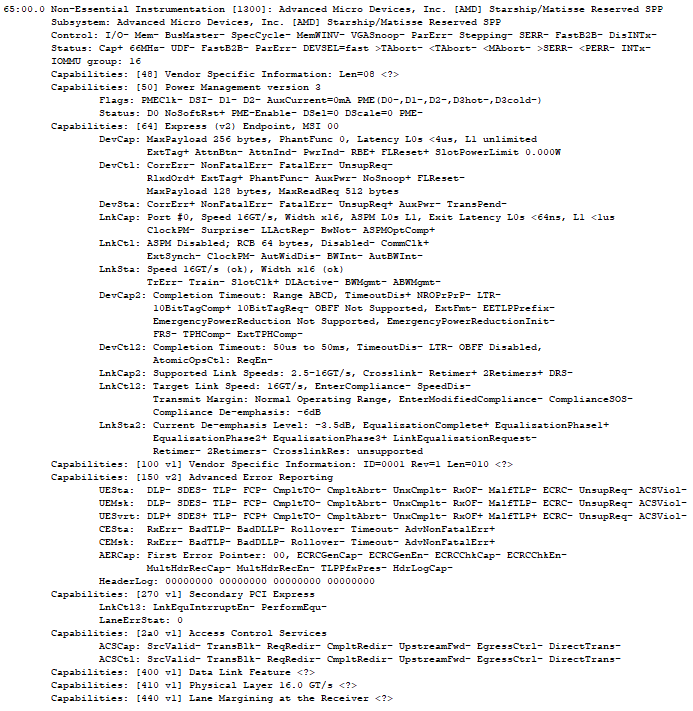 65:00.0 Non-Essential Instrumentation [1300]: Advanced Micro Devices, Inc. [AMD] Starship/Matisse Reserved SPP
Subsystem: Advanced Micro Devices, Inc. [AMD] Starship/Matisse Reserved SPP
Control: I/O- Mem- BusMaster- SpecCycle- MemWINV- VGASnoop- ParErr- Stepping- SERR- FastB2B- DisINTx-
Status: Cap+ 66MHz- UDF- FastB2B- ParErr- DEVSEL=fast >TAbort- <TAbort- <MAbort- >SERR- <PERR- INTx-
IOMMU group: 16
Capabilities: [48] Vendor Specific Information: Len=08 <?>
Capabilities: [50] Power Management version 3
Flags: PMEClk- DSI- D1- D2- AuxCurrent=0mA PME(D0-,D1-,D2-,D3hot-,D3cold-)
Status: D0 NoSoftRst+ PME-Enable- DSel=0 DScale=0 PME-
Capabilities: [64] Express (v2) Endpoint, MSI 00
DevCap: MaxPayload 256 bytes, PhantFunc 0, Latency L0s <4us, L1 unlimited
ExtTag+ AttnBtn- AttnInd- PwrInd- RBE+ FLReset+ SlotPowerLimit 0.000W
DevCtl: CorrErr- NonFatalErr- FatalErr- UnsupReq-
RlxdOrd+ ExtTag+ PhantFunc- AuxPwr- NoSnoop+ FLReset-
MaxPayload 128 bytes, MaxReadReq 512 bytes
DevSta: CorrErr+ NonFatalErr- FatalErr- UnsupReq+ AuxPwr- TransPend-
LnkCap: Port #0, Speed 16GT/s, Width x16, ASPM L0s L1, Exit Latency L0s <64ns, L1 <1us
ClockPM- Surprise- LLActRep- BwNot- ASPMOptComp+
LnkCtl: ASPM Disabled; RCB 64 bytes, Disabled- CommClk+
ExtSynch- ClockPM- AutWidDis- BWInt- AutBWInt-
LnkSta: Speed 16GT/s (ok), Width x16 (ok)
TrErr- Train- SlotClk+ DLActive- BWMgmt- ABWMgmt-
DevCap2: Completion Timeout: Range ABCD, TimeoutDis+ NROPrPrP- LTR-
10BitTagComp+ 10BitTagReq- OBFF Not Supported, ExtFmt- EETLPPrefix-
EmergencyPowerReduction Not Supported, EmergencyPowerReductionInit-
FRS- TPHComp- ExtTPHComp-
DevCtl2: Completion Timeout: 50us to 50ms, TimeoutDis- LTR- OBFF Disabled,
AtomicOpsCtl: ReqEn-
LnkCap2: Supported Link Speeds: 2.5-16GT/s, Crosslink- Retimer+ 2Retimers+ DRS-
LnkCtl2: Target Link Speed: 16GT/s, EnterCompliance- SpeedDis-
Transmit Margin: Normal Operating Range, EnterModifiedCompliance- ComplianceSOS-
Compliance De-emphasis: -6dB
LnkSta2: Current De-emphasis Level: -3.5dB, EqualizationComplete+ EqualizationPhase1+
EqualizationPhase2+ EqualizationPhase3+ LinkEqualizationRequest-
Retimer- 2Retimers- CrosslinkRes: unsupported
Capabilities: [100 v1] Vendor Specific Information: ID=0001 Rev=1 Len=010 <?>
Capabilities: [150 v2] Advanced Error Reporting
UESta: DLP- SDES- TLP- FCP- CmpltTO- CmpltAbrt- UnxCmplt- RxOF- MalfTLP- ECRC- UnsupReq- ACSViol-
UEMsk: DLP- SDES- TLP- FCP- CmpltTO- CmpltAbrt- UnxCmplt- RxOF- MalfTLP- ECRC- UnsupReq- ACSViol-
UESvrt: DLP+ SDES+ TLP- FCP+ CmpltTO- CmpltAbrt- UnxCmplt- RxOF+ MalfTLP+ ECRC- UnsupReq- ACSViol-
CESta: RxErr- BadTLP- BadDLLP- Rollover- Timeout- AdvNonFatalErr+
CEMsk: RxErr- BadTLP- BadDLLP- Rollover- Timeout- AdvNonFatalErr+
AERCap: First Error Pointer: 00, ECRCGenCap- ECRCGenEn- ECRCChkCap- ECRCChkEn-
MultHdrRecCap- MultHdrRecEn- TLPPfxPres- HdrLogCap-
HeaderLog: 00000000 00000000 00000000 00000000
Capabilities: [270 v1] Secondary PCI Express
LnkCtl3: LnkEquIntrruptEn- PerformEqu-
LaneErrStat: 0
Capabilities: [2a0 v1] Access Control Services
ACSCap: SrcValid- TransBlk- ReqRedir- CmpltRedir- UpstreamFwd- EgressCtrl- DirectTrans-
ACSCtl: SrcValid- TransBlk- ReqRedir- CmpltRedir- UpstreamFwd- EgressCtrl- DirectTrans-
Capabilities: [400 v1] Data Link Feature <?>
Capabilities: [410 v1] Physical Layer 16.0 GT/s <?>
Capabilities: [440 v1] Lane Margining at the Receiver <?>